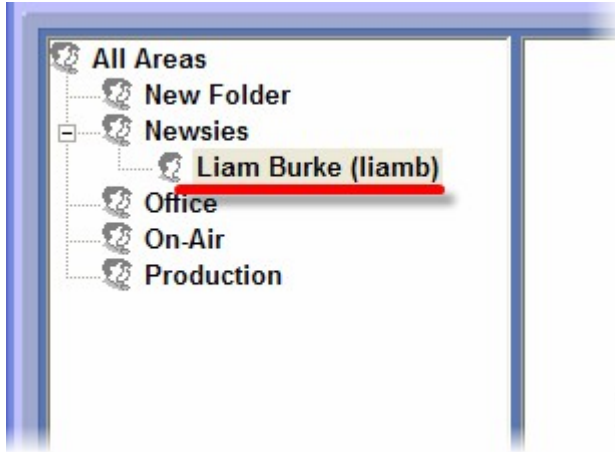 All Areas
New Folder
Newsies
Liam Burke (liamb)
Office
On-Air
Production